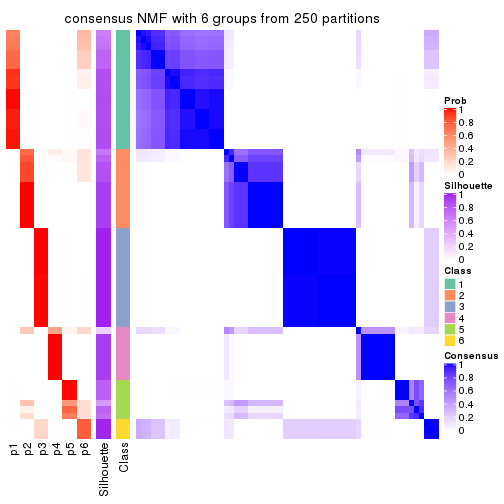 consensus NMF with 6 groups from 250 partitions
Prob
1
0.8
0.6
0.4
0.2
0
Silhouette
1
0.8
0.6
0.4
0.2
0
Class
1
2
3
4
5
6
Consensus
1
0.8
0.6
0.4
0.2
0
p1
p2
p3
p4
p5
p6
Silhouette
Class